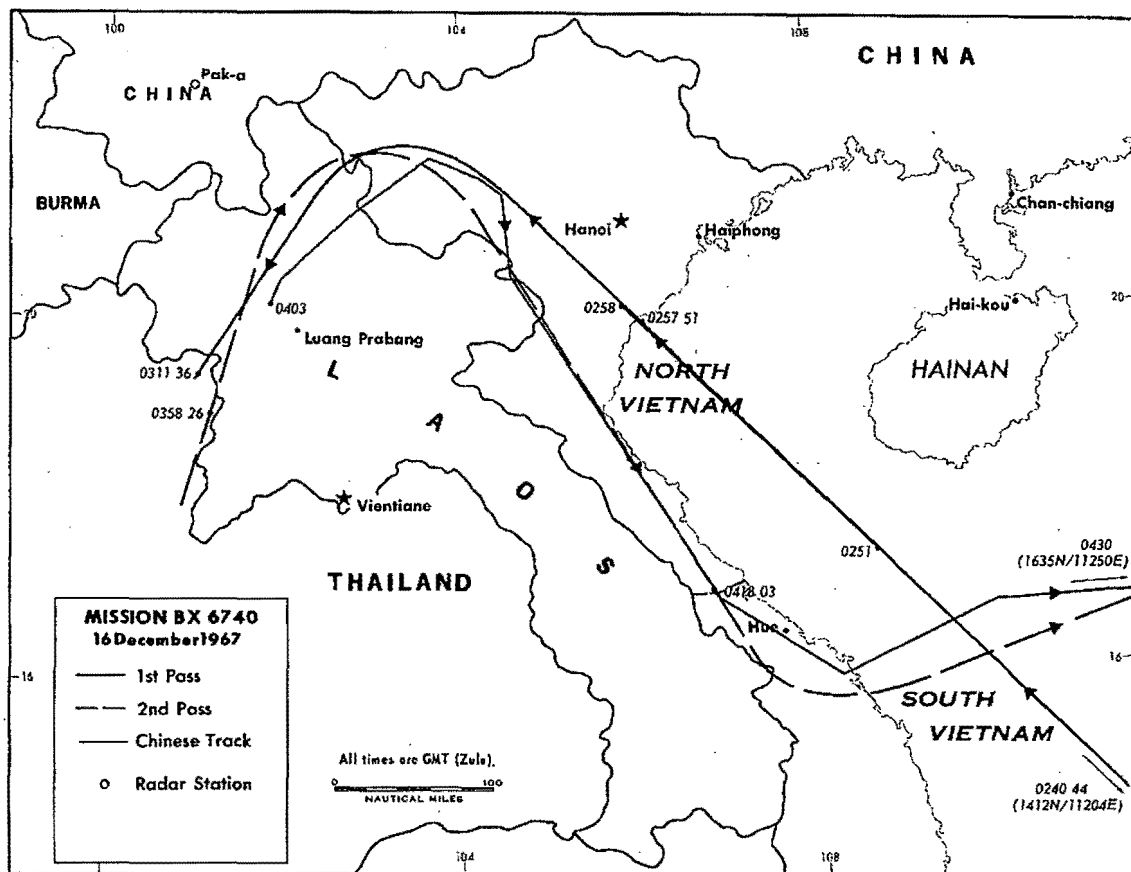 100
104
108
CHINA
Pak-a
CHINA
BURMA
Chan-chiang
Hanoi
Haiphong
Hai-kou
20
0403
0258
0257 51
20
Luang Prabang
L
NORTH
VIETNAM
HAINAN
0311 36
0358 26
A
O
Vientiane
S
0251
0430
(1635N/11250E)
THAILAND
0418 03
Hue
16
16
SOUTH
VIETNAM
MISSION BX 6740
16 December 1967
1st Pass
2nd Pass
Chinese Track
Radar Station
All times are GMT (Zulu).
0
100
NAUTICAL MILES
0240 44
(1412N/11204E)
104
108